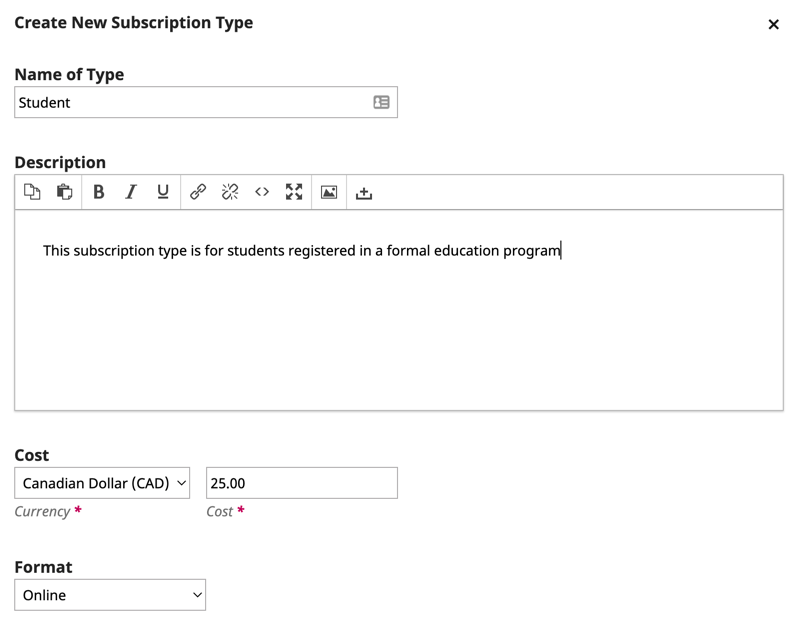 Create New Subscription Type
Name of Type
Student
Description
B I U
This subscription type is for students registered in a formal education program
Cost
Canadian Dollar (CAD) 25.00
Currency * Cost *
Format
Online